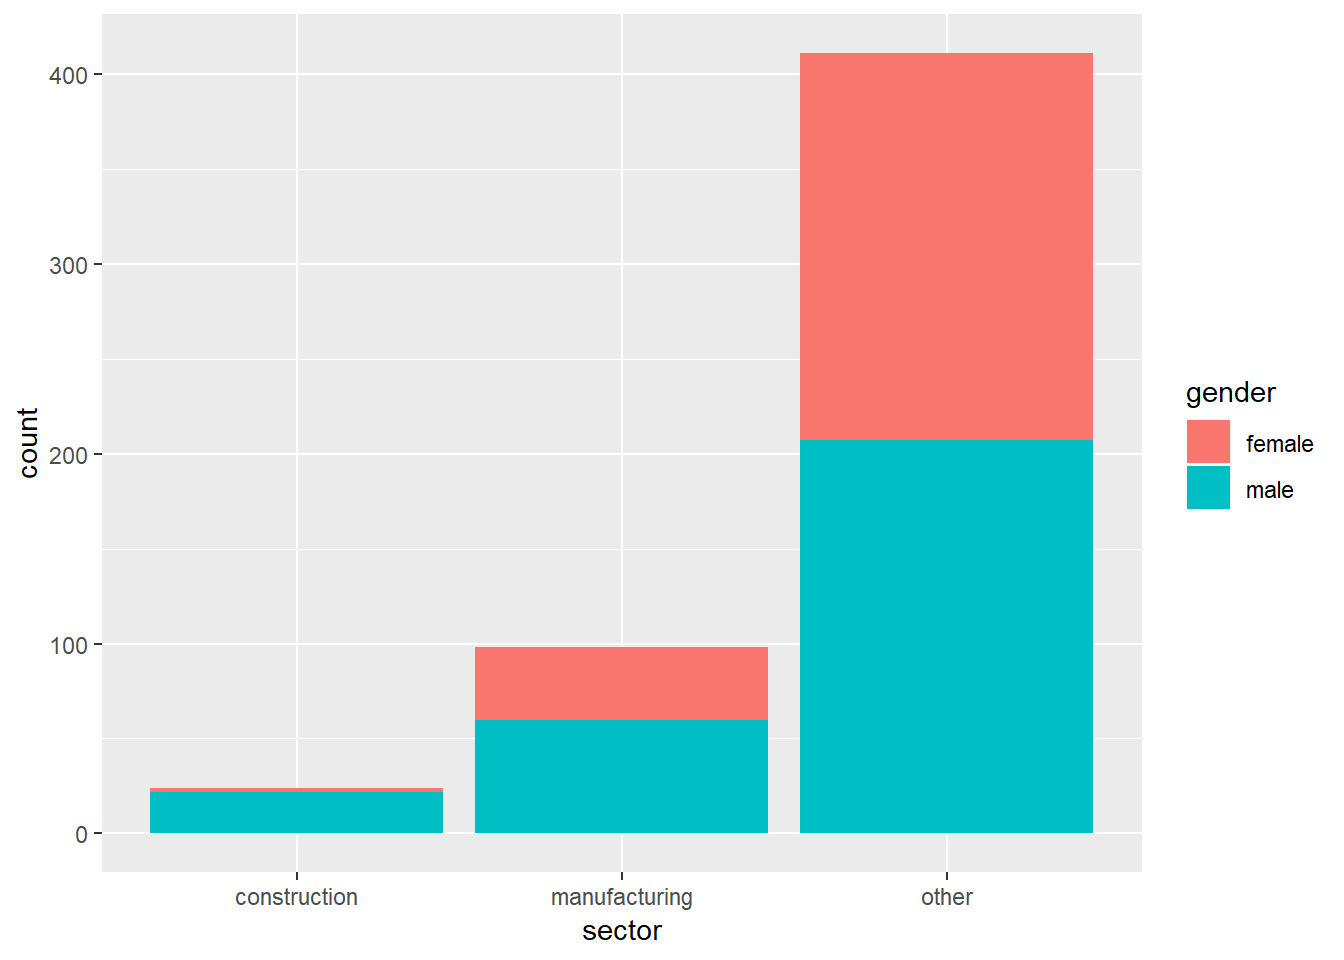 400
300
200
100
0
count
construction
manufacturing
other
sector
gender
female
male